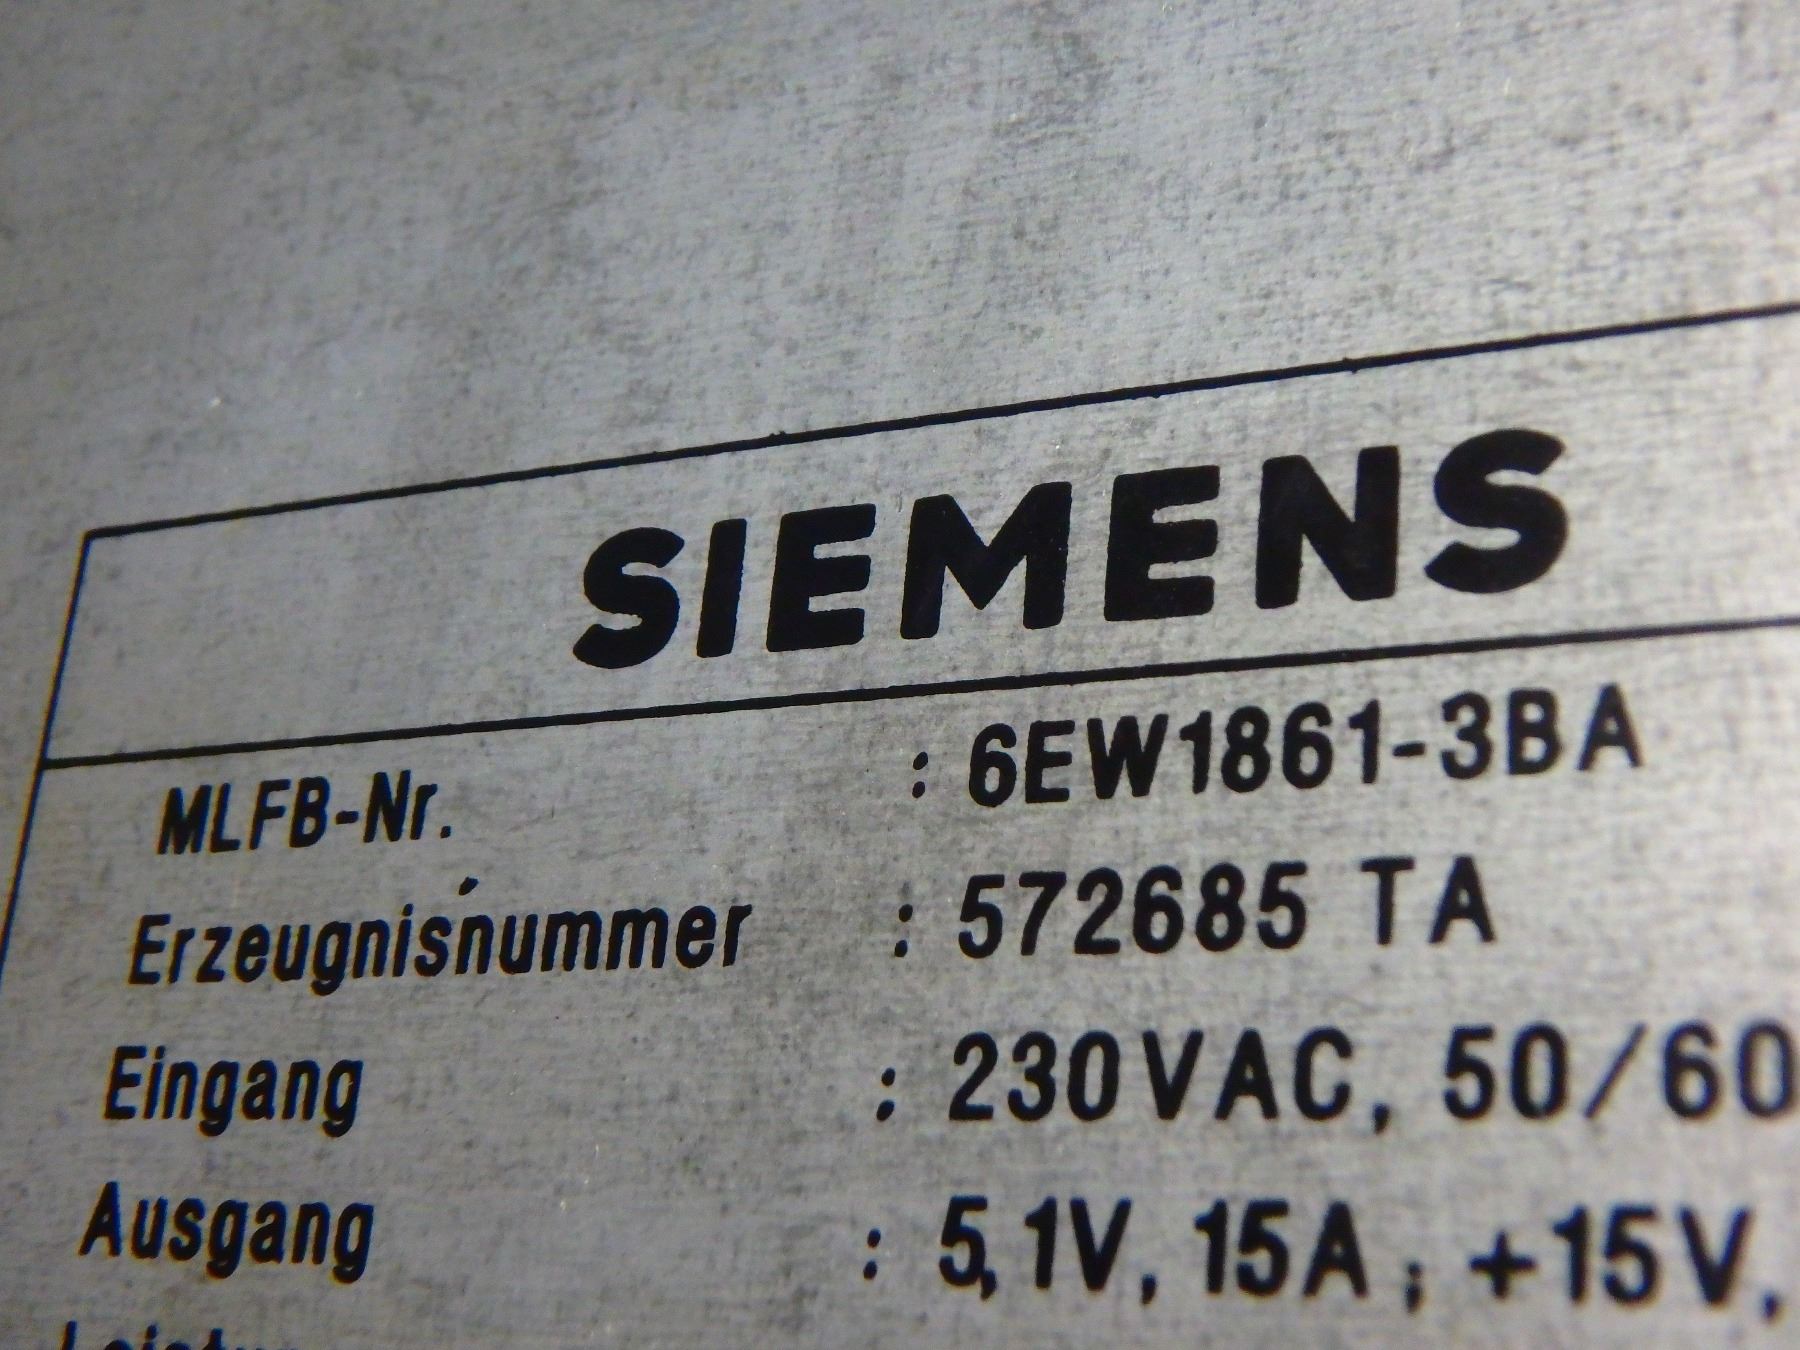 SIEMENS
MLFB-Nr. : 6EW1861-3BA
Erzeugnisnummer : 572685 TA
Eingang : 230VAC, 50/60
Ausgang : 5,1V, 15A ; +15V,